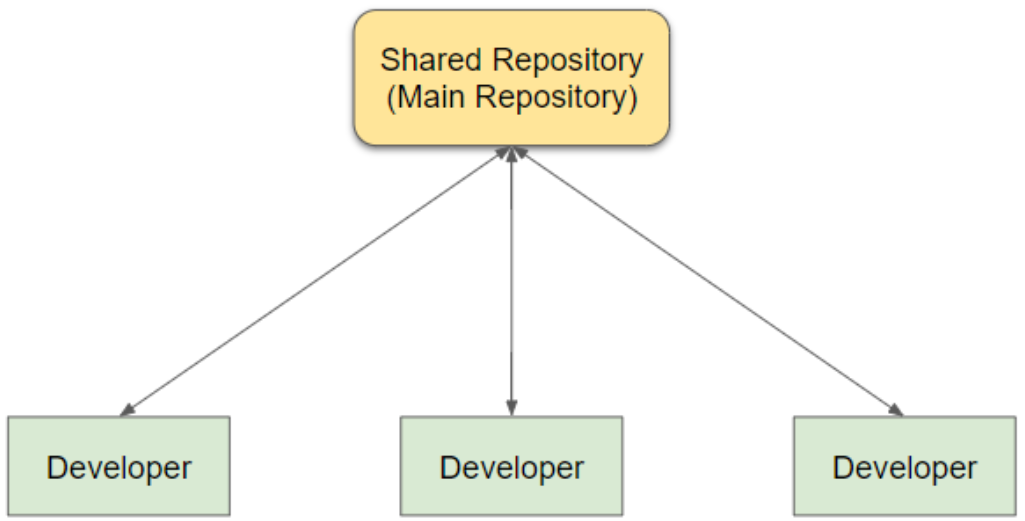 Shared Repository
(Main Repository)
Developer
Developer
Developer